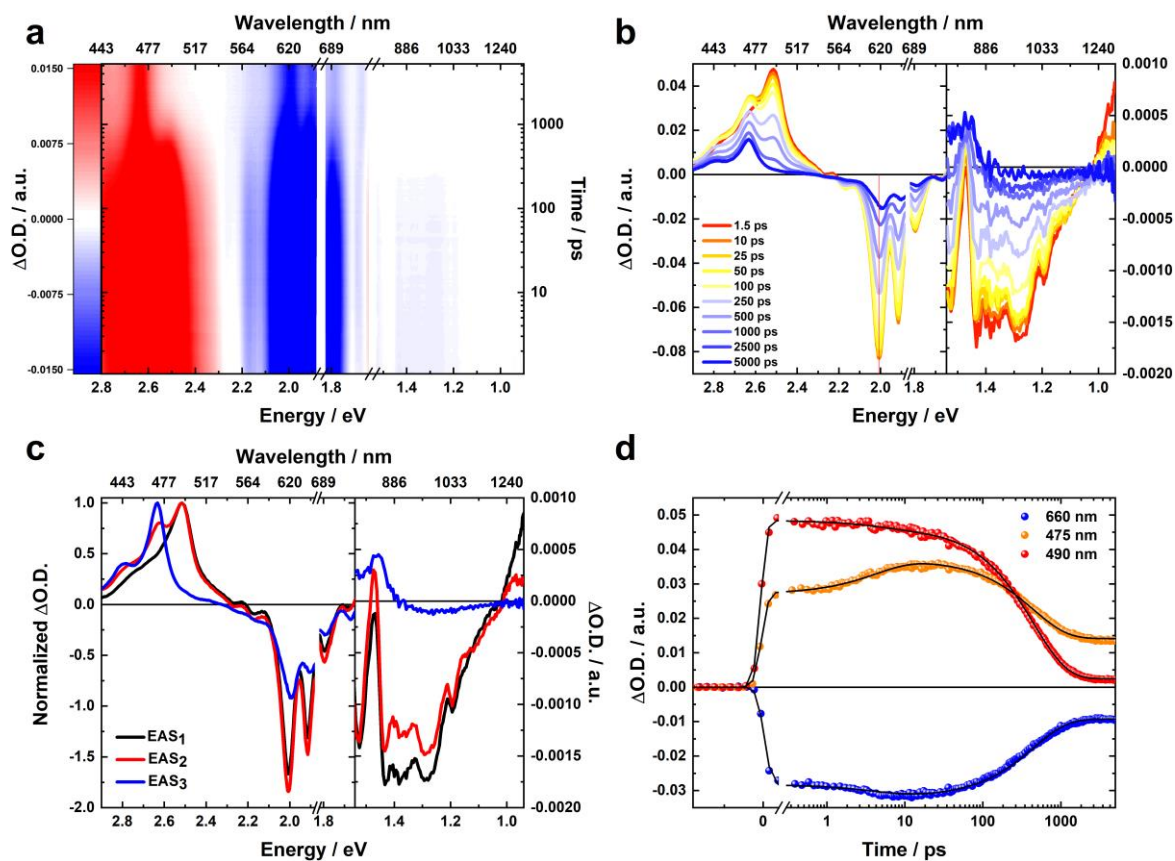 a
Wavelength / nm
443 477 517 564 620 689 886 1033 1240
0.0150
0.0075
0.0000
-0.0075
-0.0150
ΔO.D. / a.u.
1000
100
10
Time / ps
2.8 2.6 2.4 2.2 2.0 1.8 1.4 1.2 1.0
Energy / eV
b
Wavelength / nm
443 477 517 564 620 689 886 1033 1240
0.04
0.02
0.00
-0.02
-0.04
-0.06
-0.08
ΔO.D. / a.u.
1.5 ps
10 ps
25 ps
50 ps
100 ps
250 ps
500 ps
1000 ps
2500 ps
5000 ps
0.0010
0.0005
0.0000
-0.0005
-0.0010
-0.0015
-0.0020
2.8 2.6 2.4 2.2 2.0 1.8 1.4 1.2 1.0
Energy / eV
c
Wavelength / nm
443 477 517 564 620 689 886 1033 1240
1.0
0.5
0.0
-0.5
-1.0
-1.5
-2.0
Normalized ΔO.D.
EAS1
EAS2
EAS3
0.0010
0.0005
0.0000
-0.0005
-0.0010
-0.0015
-0.0020
ΔO.D. / a.u.
2.8 2.6 2.4 2.2 2.0 1.8 1.4 1.2 1.0
Energy / eV
d
0.05
0.04
0.03
0.02
0.01
0.00
-0.01
-0.02
-0.03
ΔO.D. / a.u.
660 nm
475 nm
490 nm
0 1 10 100 1000
Time / ps